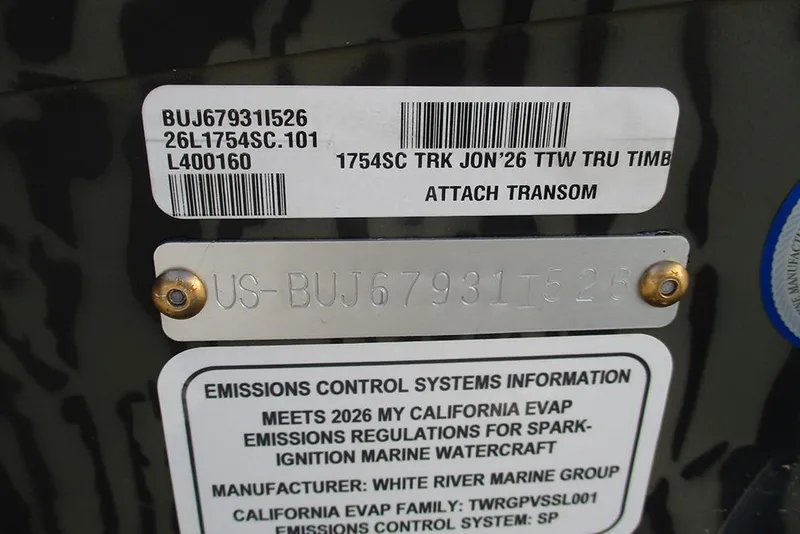 BUJ67931I526
26L1754SC.101
L400160
1754SC TRK JON'26 TTW TRU TIMB
ATTACH TRANSOM
US-BUJ67931I526
EMISSIONS CONTROL SYSTEMS INFORMATION
MEETS 2026 MY CALIFORNIA EVAP
EMISSIONS REGULATIONS FOR SPARK-
IGNITION MARINE WATERCRAFT
MANUFACTURER: WHITE RIVER MARINE GROUP
CALIFORNIA EVAP FAMILY: TWRGPVSSL001
EMISSIONS CONTROL SYSTEM: SP